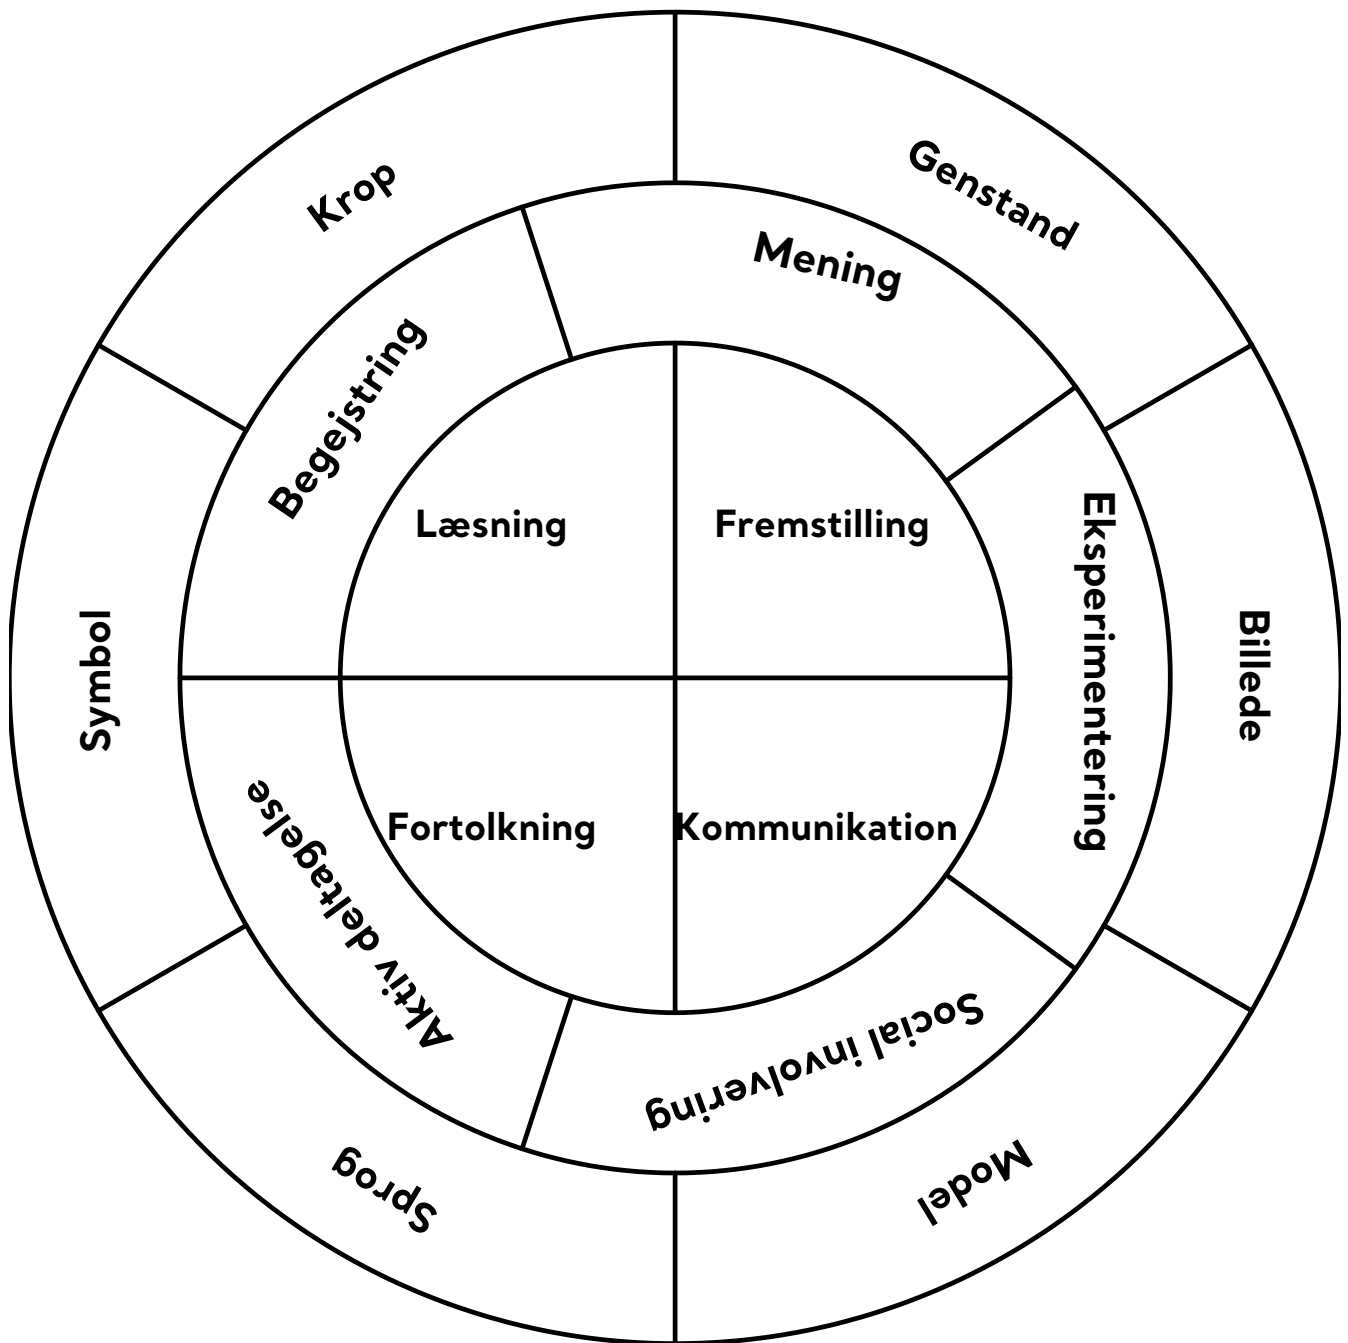 Krop
Genstand
Billede
Model
Sprog
Symbol
Begejstring
Mening
Eksperimentering
Social involvering
Aktiv deltagelse
Læsning
Fremstilling
Fortolkning
Kommunikation